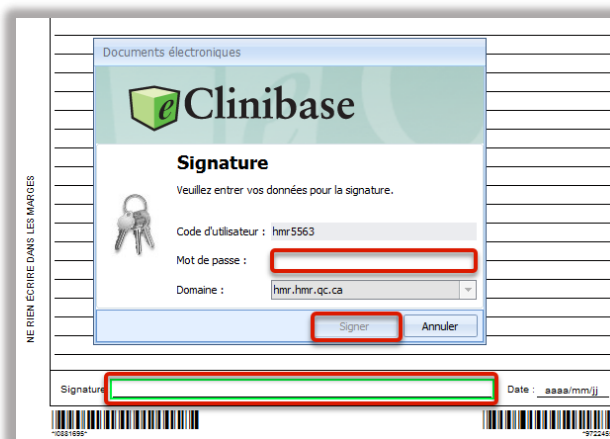 Documents électroniques
eClinibase
Signature
Veuillez entrer vos données pour la signature.
Code d'utilisateur : hmr5563
Mot de passe :
Domaine : hmr.hmr.qc.ca
Signer Annuler
NE RIEN ÉCRIRE DANS LES MARGES
Signature Date : aaaa/mm/jj
*I0881695*